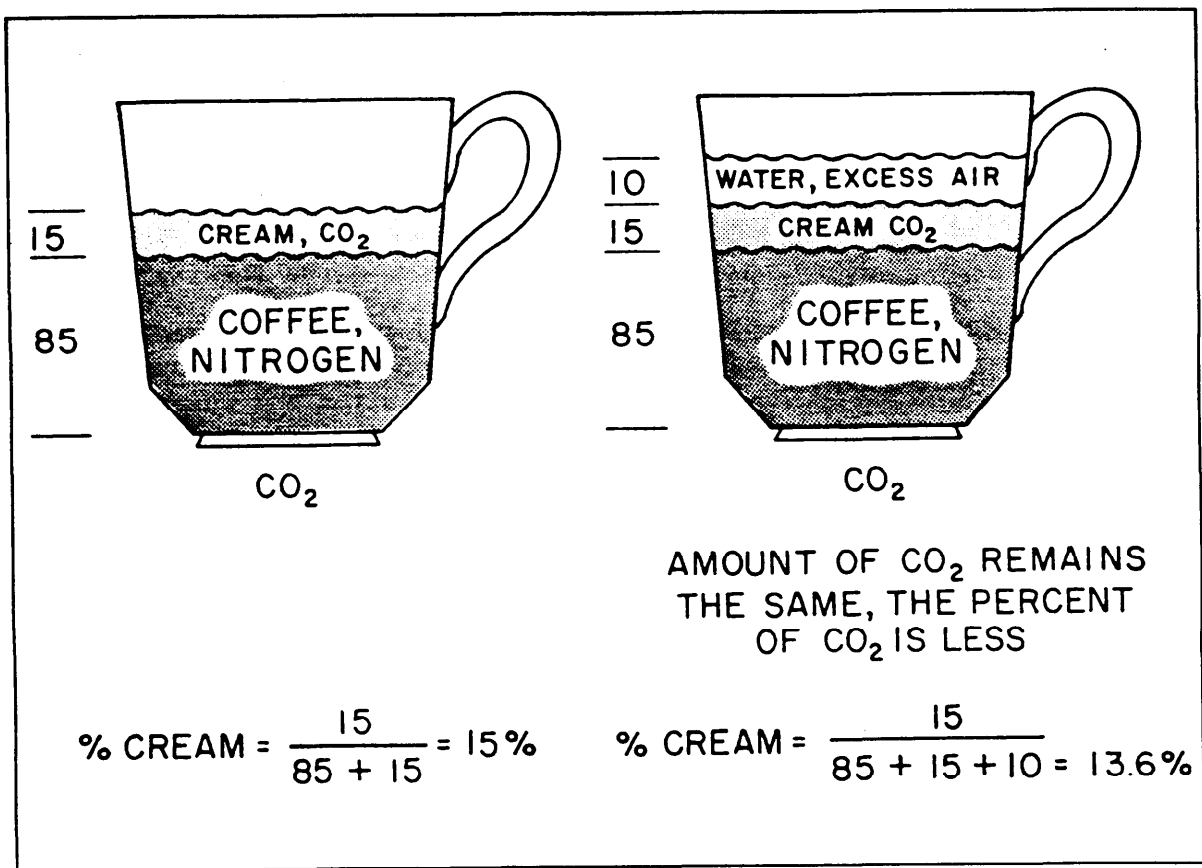 15
CREAM, CO₂
85
COFFEE,
NITROGEN
CO₂
10
WATER, EXCESS AIR
15
CREAM CO₂
85
COFFEE,
NITROGEN
CO₂
AMOUNT OF CO₂ REMAINS
THE SAME, THE PERCENT
OF CO₂ IS LESS
% CREAM = 15 / 85 + 15 = 15%
% CREAM = 15 / 85 + 15 + 10 = 13.6%